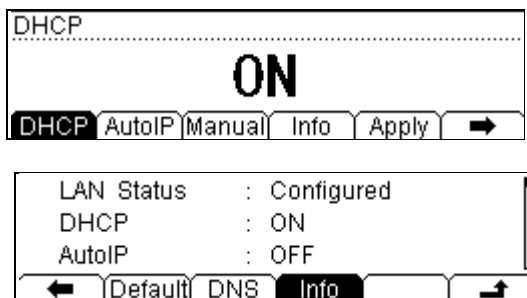 DHCP
ON
DHCP AutoIP Manual Info Apply
LAN Status : Configured
DHCP : ON
AutoIP : OFF
Default DNS Info